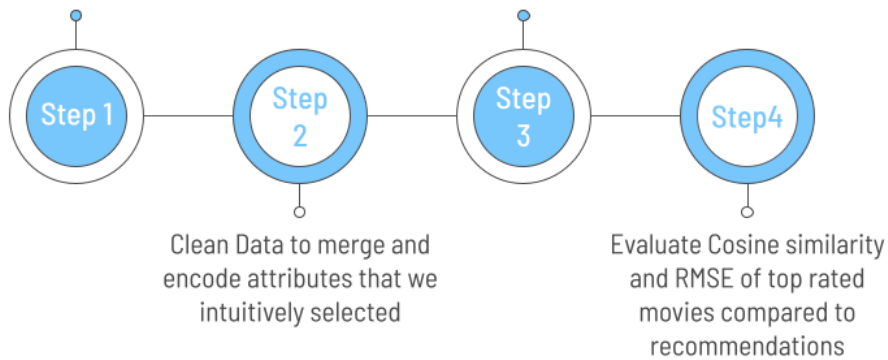 Step 1
Step
2
Step
3
Step4
Clean Data to merge and
encode attributes that we
intuitively selected
Evaluate Cosine similarity
and RMSE of top rated
movies compared to
recommendations